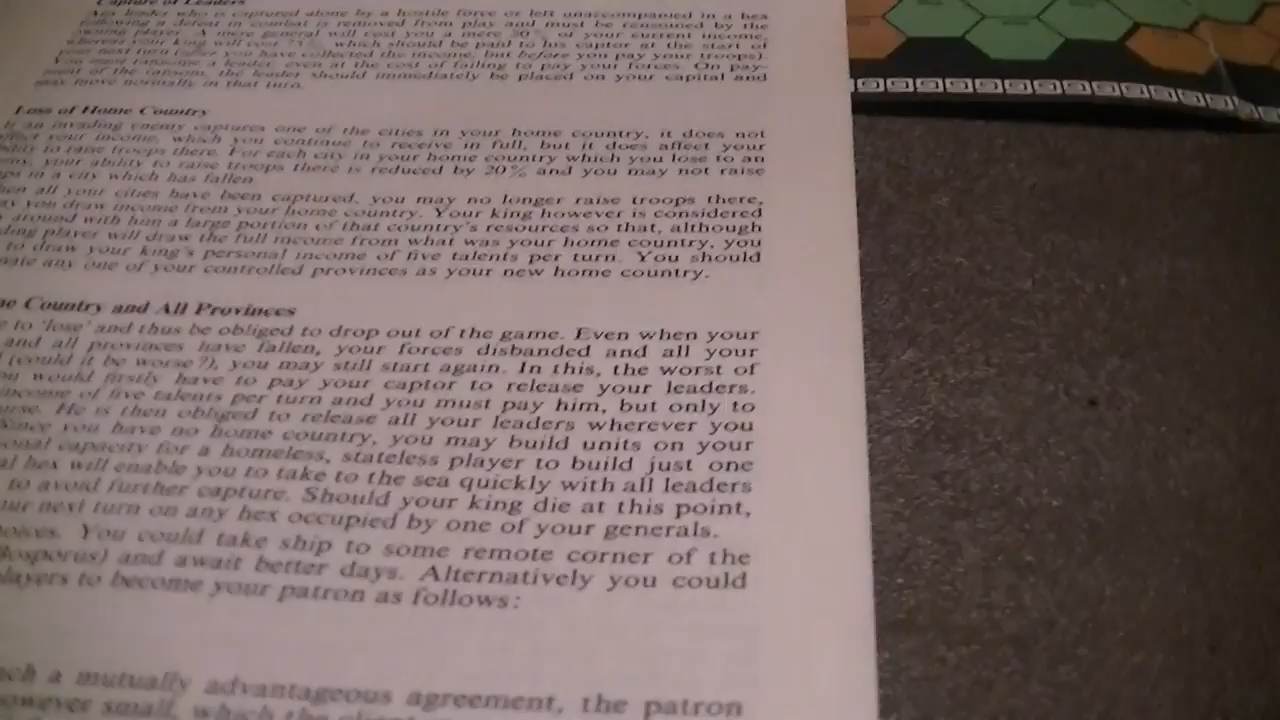 Capture of Leaders
Any leader who is captured alone by a hostile force or left unaccompanied in a hex
following a defeat in combat is removed from play and must be ransomed by the
owning player. A mere general will cost you a mere 50% of your current income,
whereas your king will cost 75%, which should be paid to his captor at the start of
your next turn (after you have collected the income, but before you pay your troops).
You must ransome a leader, even at the cost of failing to pay your forces. On pay-
ment of the ransom, the leader should immediately be placed on your capital and
may move normally in that turn.
Loss of Home Country
If an invading enemy captures one of the cities in your home country, it does not
affect your income, which you continue to receive in full, but it does affect your
ability to raise troops there. For each city in your home country which you lose to an
your ability to raise troops there is reduced by 20% and you may not raise
in a city which has fallen
all your cities have been captured, you may no longer raise troops there,
you draw income from your home country. Your king however is considered
around with him a large portion of that country's resources so that, although
player will draw the full income from what was your home country, you
to draw your king's personal income of five talents per turn. You should
any one of your controlled provinces as your new home country.
Country and All Provinces
to 'lose' and thus be obliged to drop out of the game. Even when your
and all provinces have fallen, your forces disbanded and all your
(could it be worse?), you may still start again. In this, the worst of
would firstly have to pay your captor to release your leaders.
income of five talents per turn and you must pay him, but only to
He is then obliged to release all your leaders wherever you
Since you have no home country, you may build units on your
capacity for a homeless, stateless player to build just one
hex will enable you to take to the sea quickly with all leaders
to avoid further capture. Should your king die at this point,
next turn on any hex occupied by one of your generals.
You could take ship to some remote corner of the
Bosporus) and await better days. Alternatively you could
players to become your patron as follows:
a mutually advantageous agreement, the patron
however small, which the